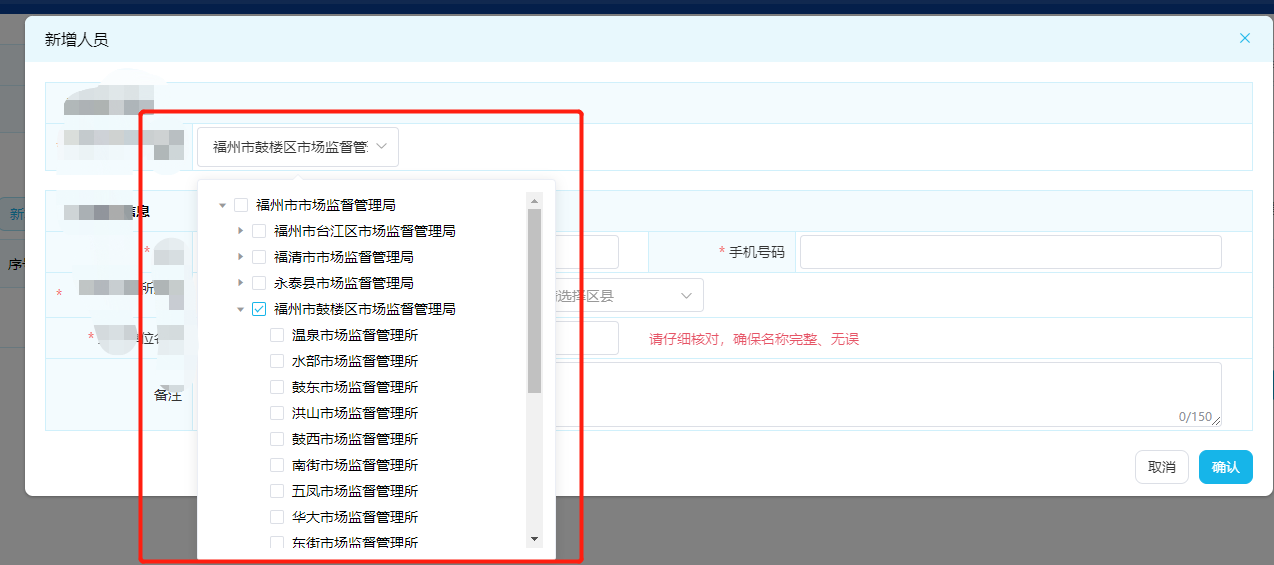 新增人员
福州市鼓楼区市场监督管
息
福州市市场监督管理局
新
福州市台江区市场监督管理局
* * 手机号码
福清市市场监督管理局
序号
永泰县市场监督管理局
* 所 选择区县
福州市鼓楼区市场监督管理局
温泉市场监督管理所
* 位名 请仔细核对，确保名称完整、无误
水部市场监督管理所
鼓东市场监督管理所
备注
洪山市场监督管理所
0/150
鼓西市场监督管理所
南街市场监督管理所
取消 确认
五凤市场监督管理所
华大市场监督管理所
东街市场监督管理所